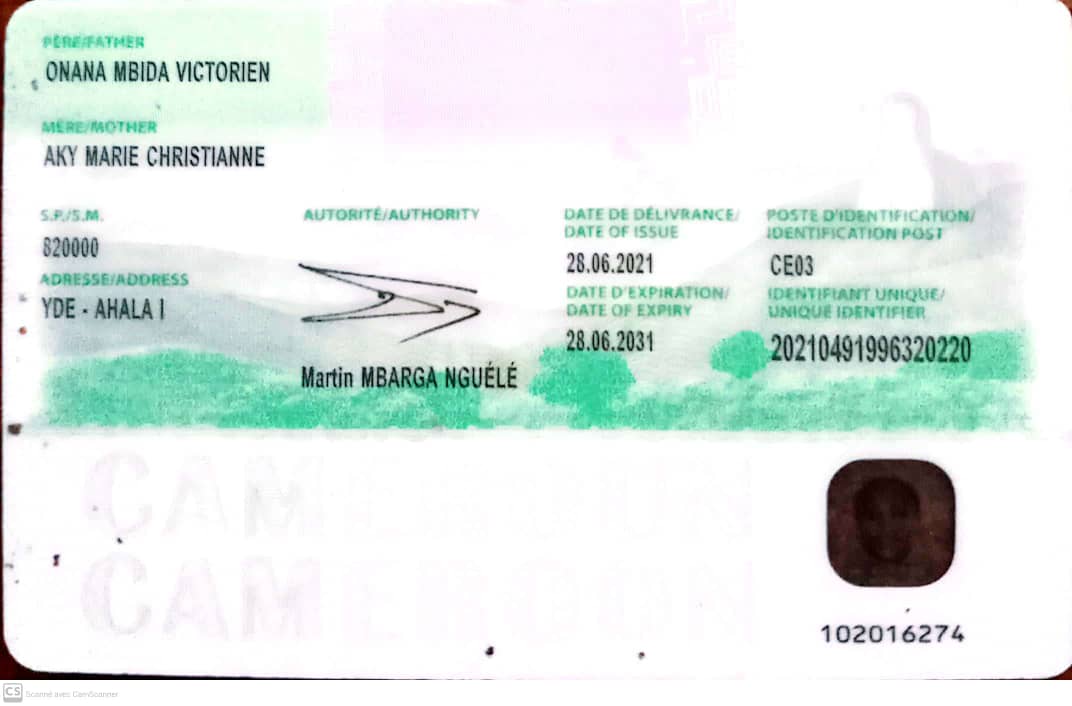 PÈRE/FATHER
ONANA MBIDA VICTORIEN
MÈRE/MOTHER
AKY MARIE CHRISTIANNE
S.P./S.M.
820000
ADRESSE/ADDRESS
YDE - AHALA I
AUTORITÉ/AUTHORITY
Martin MBARGA NGUÉLÉ
DATE DE DÉLIVRANCE/
DATE OF ISSUE
28.06.2021
DATE D'EXPIRATION/
DATE OF EXPIRY
28.06.2031
POSTE D'IDENTIFICATION/
IDENTIFICATION POST
CE03
IDENTIFIANT UNIQUE/
UNIQUE IDENTIFIER
20210491996320220
CAMEROUN
CAMEROON
102016274
CS Scanné avec CamScanner